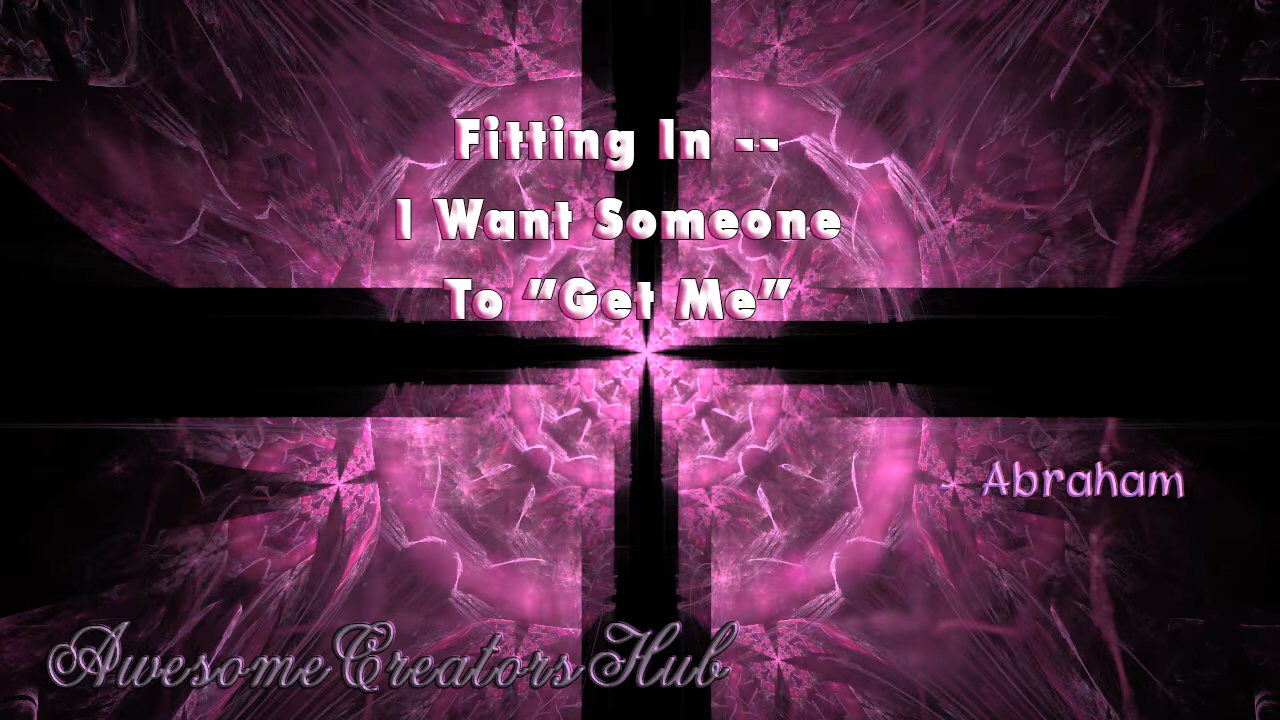 Fitting In --
I Want Someone
To “Get Me”
- Abraham
AwesomeCreatorsHub